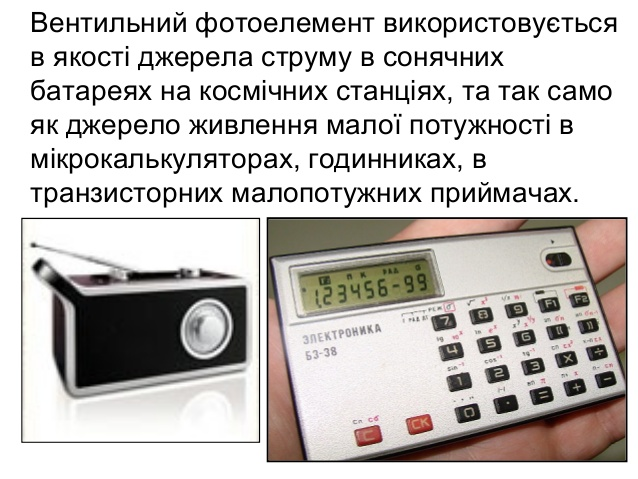 Вентильний фотоелемент використовується
в якості джерела струму в сонячних
батареях на космічних станціях, та так само
як джерело живлення малої потужності в
мікрокалькуляторах, годинниках, в
транзисторних малопотужних приймачах.
П К РАД
1,23456-99
ЭЛЕКТРОНИКА
Б3-38
7 8 9 F1 F2
4 5 6
1 2 3 × ÷
0 + −
C CK